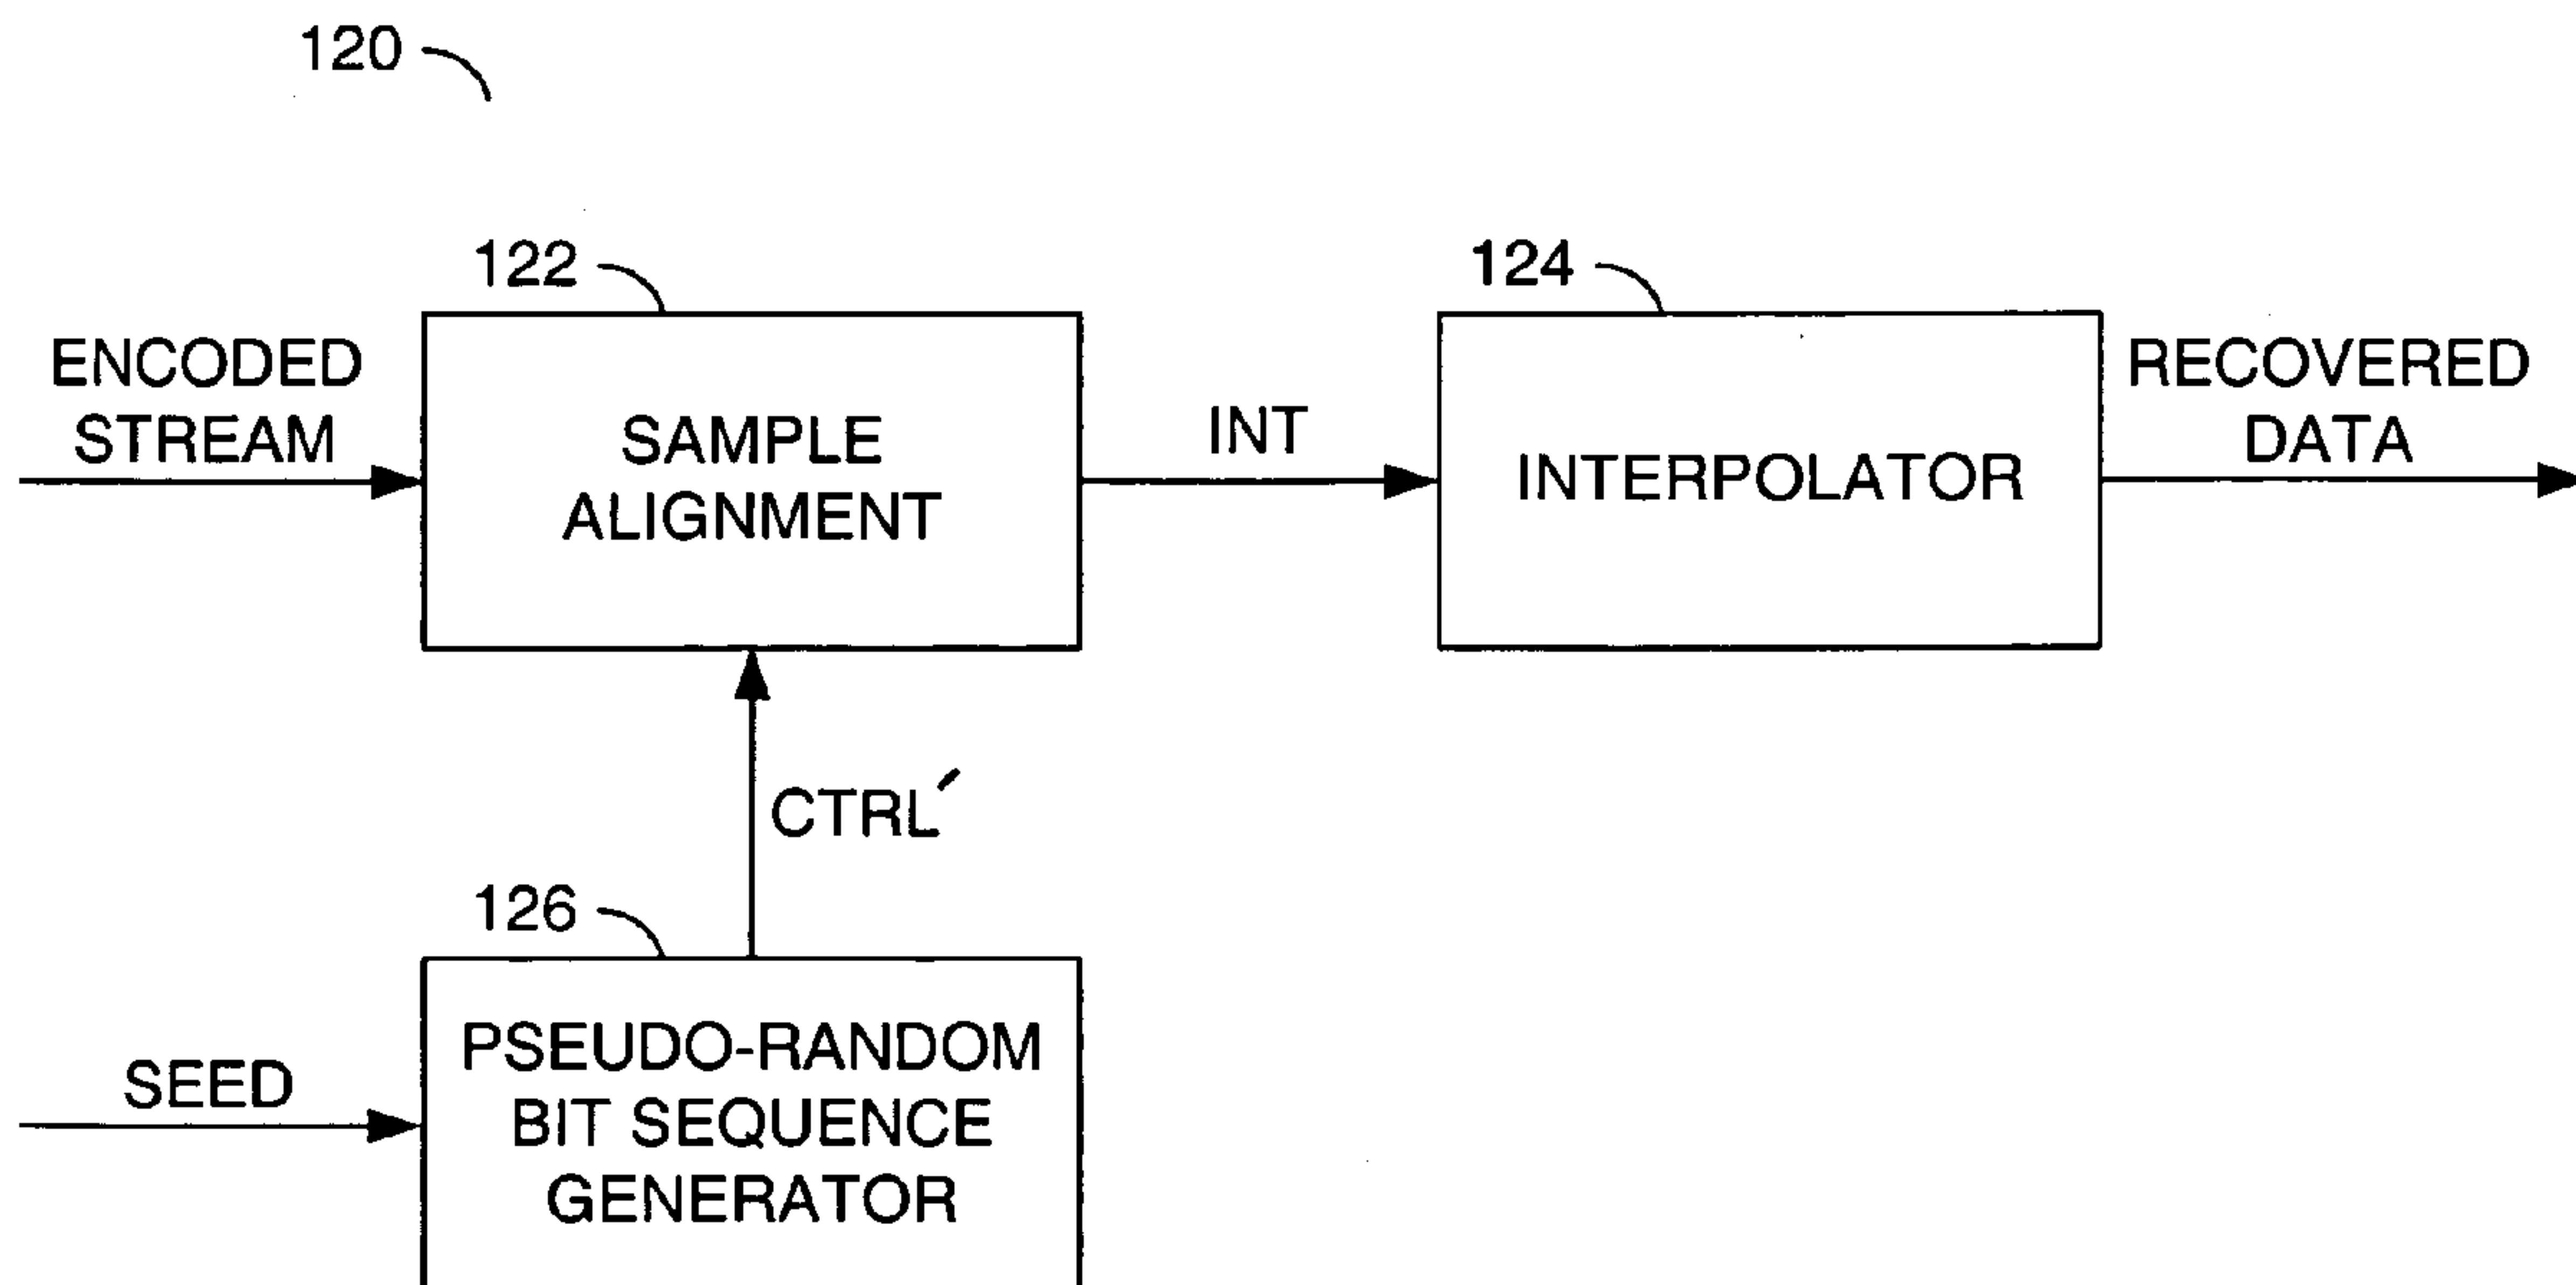 120
122
124
ENCODED
STREAM
SAMPLE
ALIGNMENT
INT
INTERPOLATOR
RECOVERED
DATA
CTRL′
126
SEED
PSEUDO-RANDOM
BIT SEQUENCE
GENERATOR